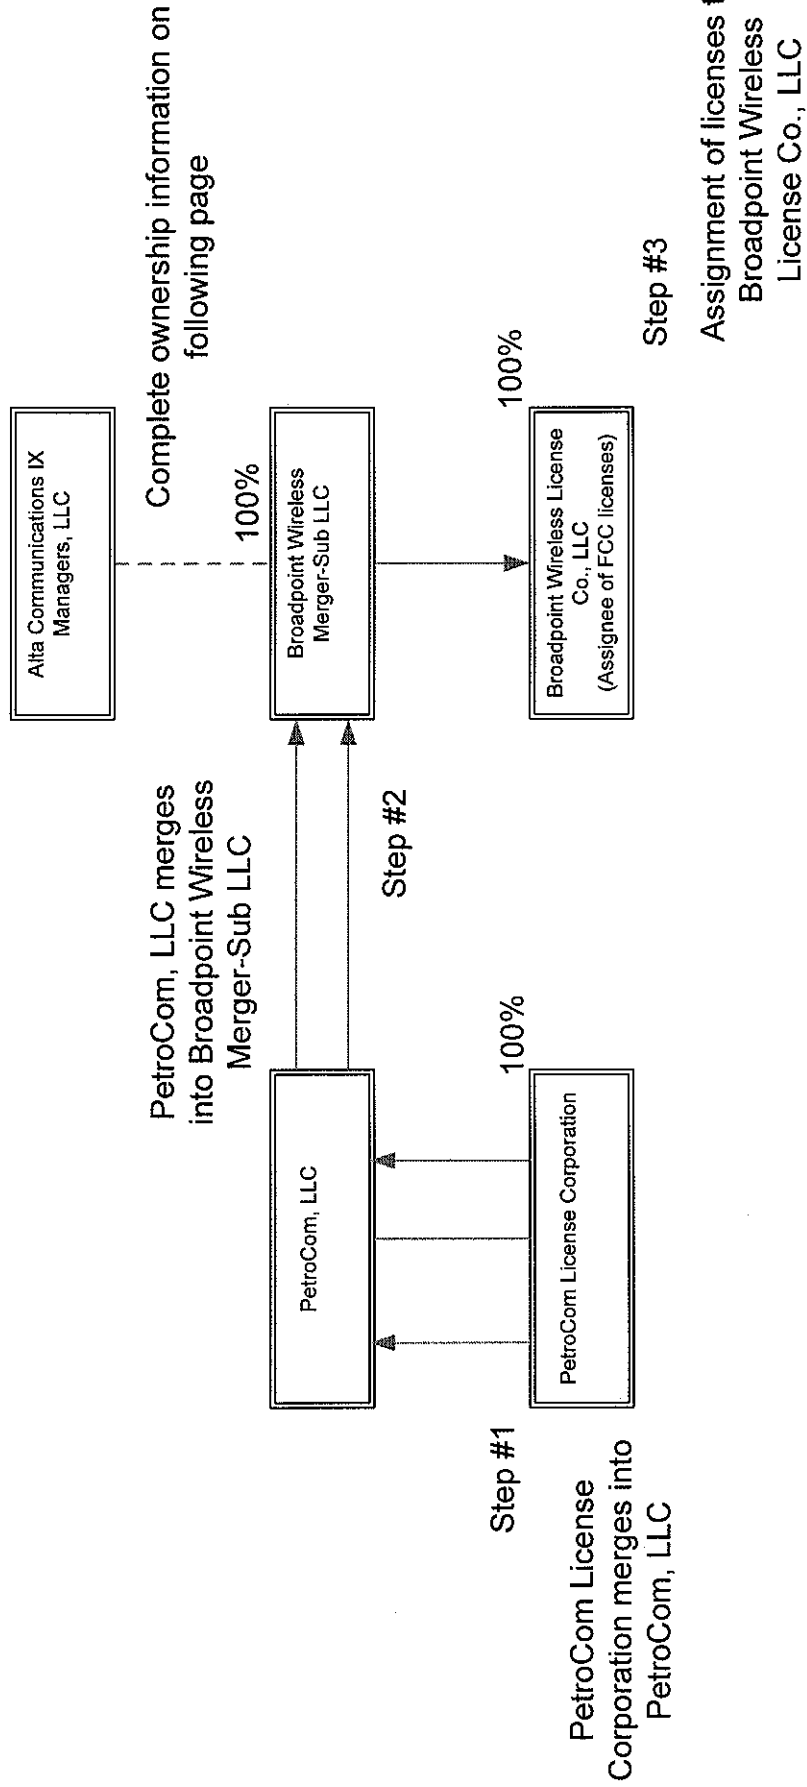 Alta Communications IX
Managers, LLC
Complete ownership information on
following page
PetroCom, LLC merges
into Broadpoint Wireless
Merger-Sub LLC
PetroCom, LLC
Broadpoint Wireless
Merger-Sub LLC
100%
Step #2
Step #1
PetroCom License
Corporation merges into
PetroCom, LLC
PetroCom License Corporation
100%
Broadpoint Wireless License
Co., LLC
(Assignee of FCC licenses)
100%
Step #3
Assignment of licenses
Broadpoint Wireless
License Co., LLC